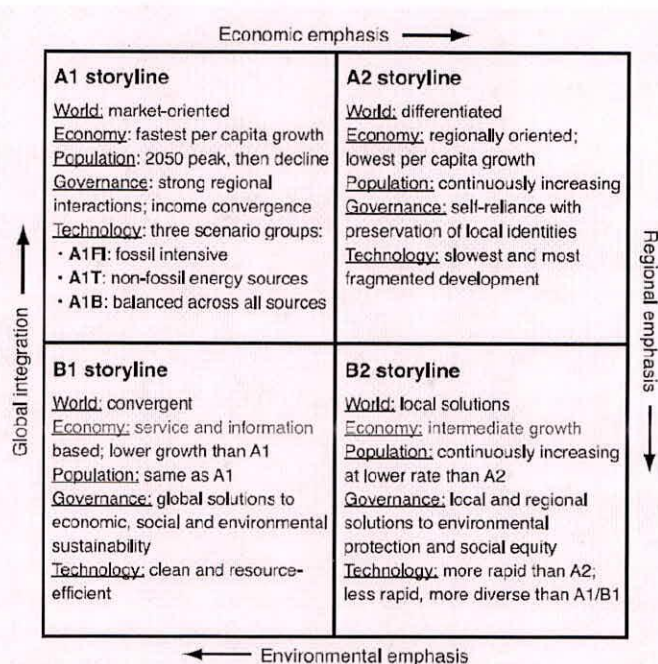 Economic emphasis
A1 storyline
World: market-oriented
Economy: fastest per capita growth
Population: 2050 peak, then decline
Governance: strong regional
interactions; income convergence
Technology: three scenario groups:
• A1FI: fossil intensive
• A1T: non-fossil energy sources
• A1B: balanced across all sources
A2 storyline
World: differentiated
Economy: regionally oriented;
lowest per capita growth
Population: continuously increasing
Governance: self-reliance with
preservation of local identities
Technology: slowest and most
fragmented development
Global integration
Regional emphasis
B1 storyline
World: convergent
Economy: service and information
based; lower growth than A1
Population: same as A1
Governance: global solutions to
economic, social and environmental
sustainability
Technology: clean and resource-
efficient
B2 storyline
World: local solutions
Economy: intermediate growth
Population: continuously increasing
at lower rate than A2
Governance: local and regional
solutions to environmental
protection and social equity
Technology: more rapid than A2;
less rapid, more diverse than A1/B1
Environmental emphasis